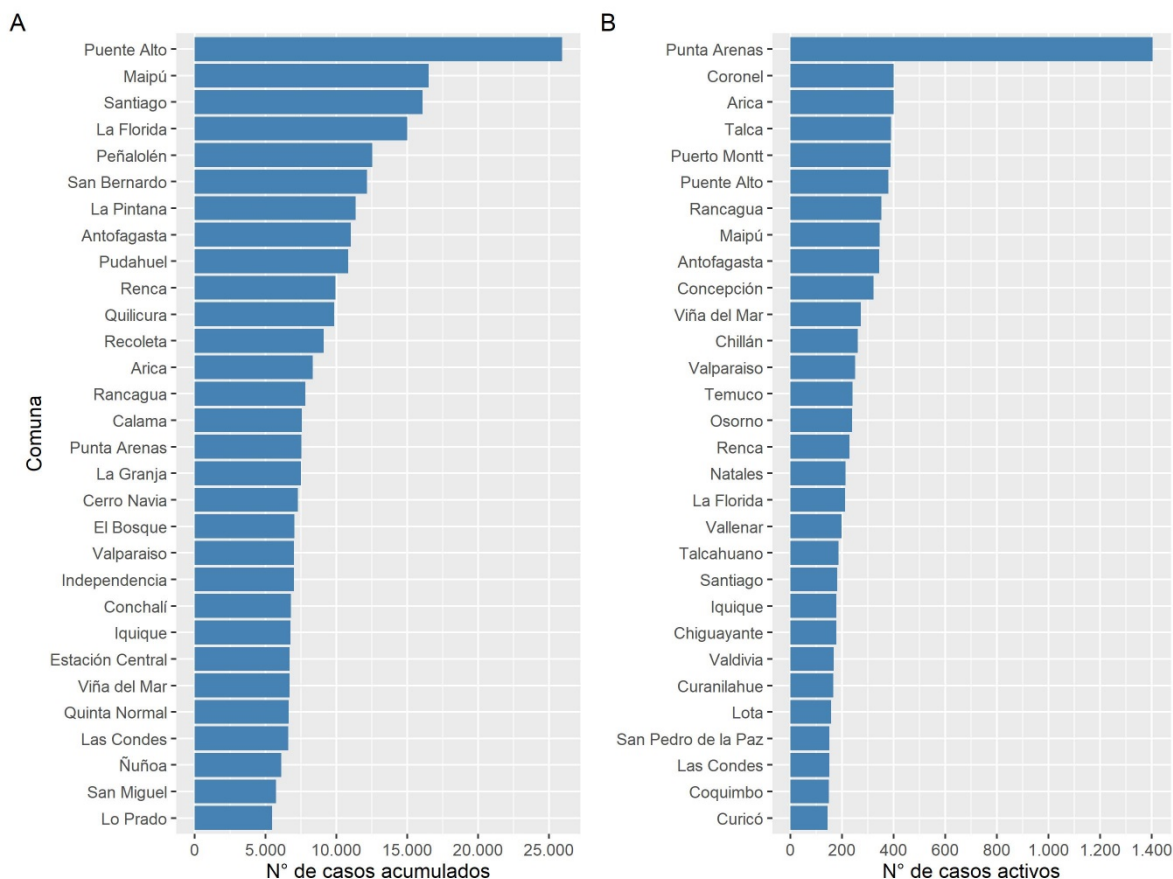 A
Comuna
Puente Alto
Maipú
Santiago
La Florida
Peñalolén
San Bernardo
La Pintana
Antofagasta
Pudahuel
Renca
Quilicura
Recoleta
Arica
Rancagua
Calama
Punta Arenas
La Granja
Cerro Navia
El Bosque
Valparaiso
Independencia
Conchalí
Iquique
Estación Central
Viña del Mar
Quinta Normal
Las Condes
Ñuñoa
San Miguel
Lo Prado
0 5.000 10.000 15.000 20.000 25.000
N° de casos acumulados
B
Punta Arenas
Coronel
Arica
Talca
Puerto Montt
Puente Alto
Rancagua
Maipú
Antofagasta
Concepción
Viña del Mar
Chillán
Valparaiso
Temuco
Osorno
Renca
Natales
La Florida
Vallenar
Talcahuano
Santiago
Iquique
Chiguayante
Valdivia
Curanilahue
Lota
San Pedro de la Paz
Las Condes
Coquimbo
Curicó
0 200 400 600 800 1.000 1.200 1.400
N° de casos activos